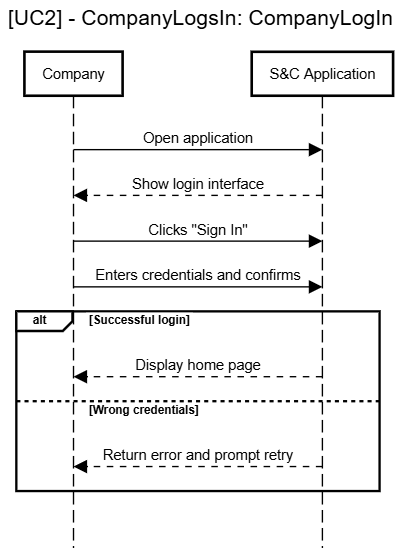 [UC2] - CompanyLogsIn: CompanyLogIn
Company
S&C Application
Open application
Show login interface
Clicks "Sign In"
Enters credentials and confirms
alt
[Successful login]
Display home page
[Wrong credentials]
Return error and prompt retry